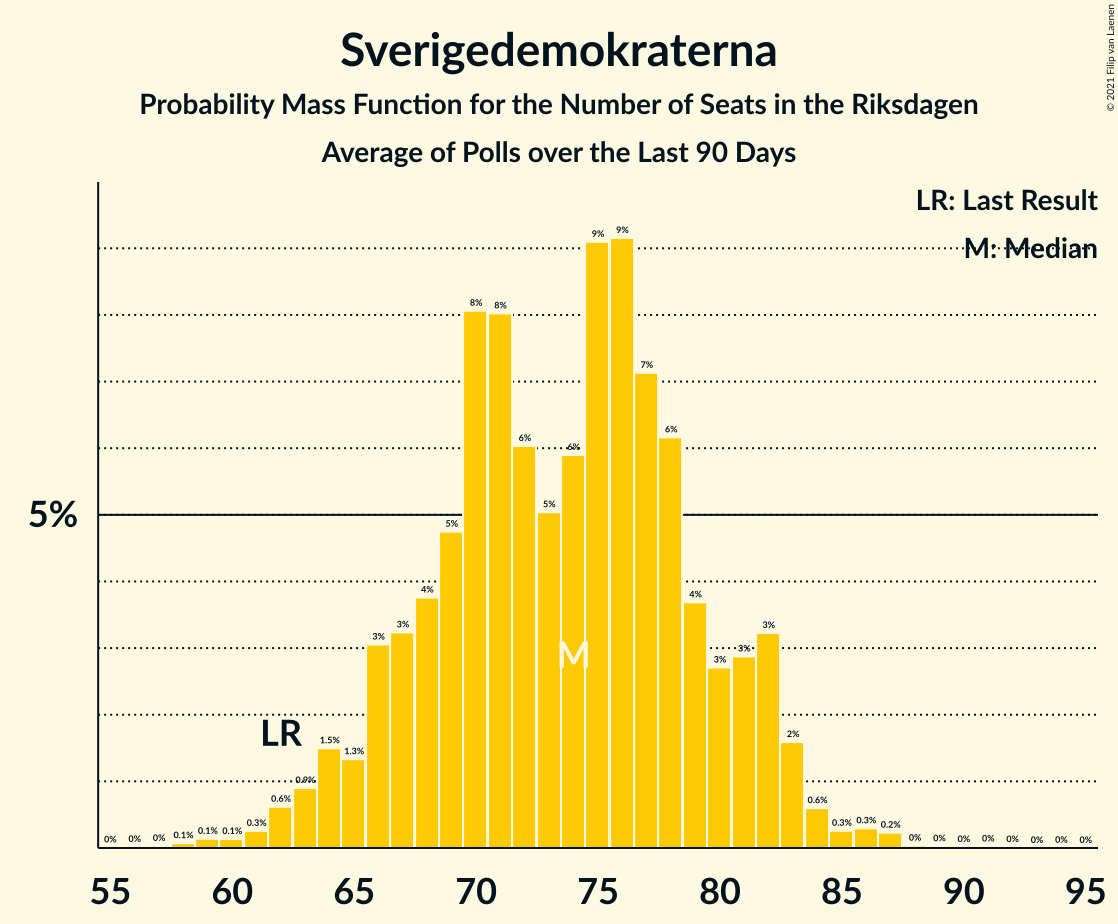 Sverigedemokraterna
Probability Mass Function for the Number of Seats in the Riksdagen
Average of Polls over the Last 90 Days
© 2021 Filip van Laenen
LR: Last Result
M: Median
5%
0% 0% 0% 0.1% 0.1% 0.1% 0.3% 0.6% 0.9% 1.5% 1.3% 3% 3% 4% 5% 8% 8% 6% 5% 6% 9% 9% 7% 6% 4% 3% 3% 3% 2% 0.6% 0.3% 0.3% 0.2% 0% 0% 0% 0% 0% 0% 0% 0%
M
LR
55 60 65 70 75 80 85 90 95